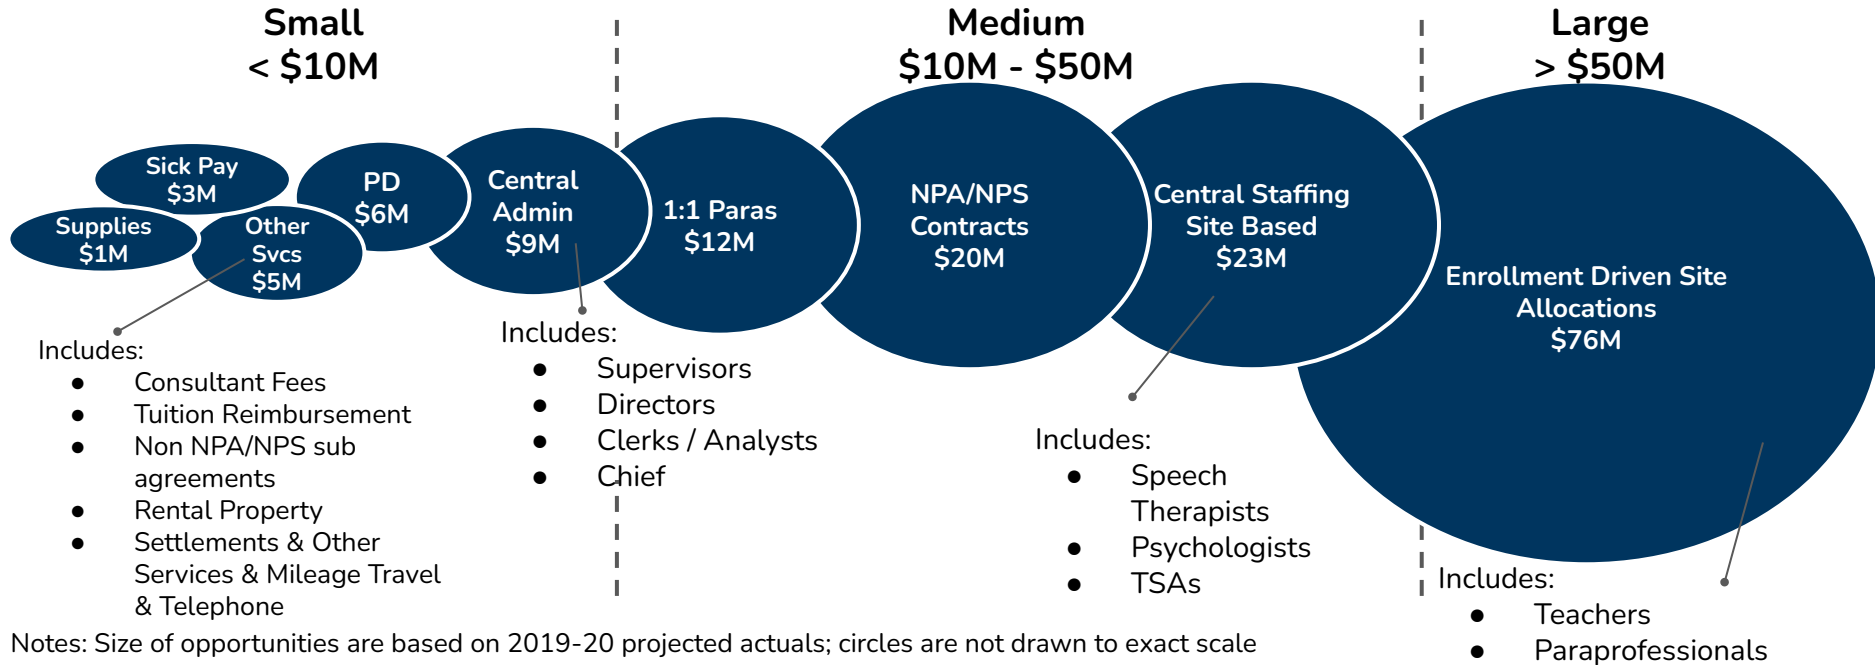 Small
< $10M
Medium
$10M - $50M
Large
> $50M
Sick Pay
$3M
Supplies
$1M
Other
Svcs
$5M
PD
$6M
Central
Admin
$9M
1:1 Paras
$12M
NPA/NPS
Contracts
$20M
Central Staffing
Site Based
$23M
Enrollment Driven Site
Allocations
$76M
Includes:
● Consultant Fees
● Tuition Reimbursement
● Non NPA/NPS sub
agreements
● Rental Property
● Settlements & Other
Services & Mileage Travel
& Telephone
Includes:
● Supervisors
● Directors
● Clerks / Analysts
● Chief
Includes:
● Speech
Therapists
● Psychologists
● TSAs
Includes:
● Teachers
● Paraprofessionals
Notes: Size of opportunities are based on 2019-20 projected actuals; circles are not drawn to exact scale